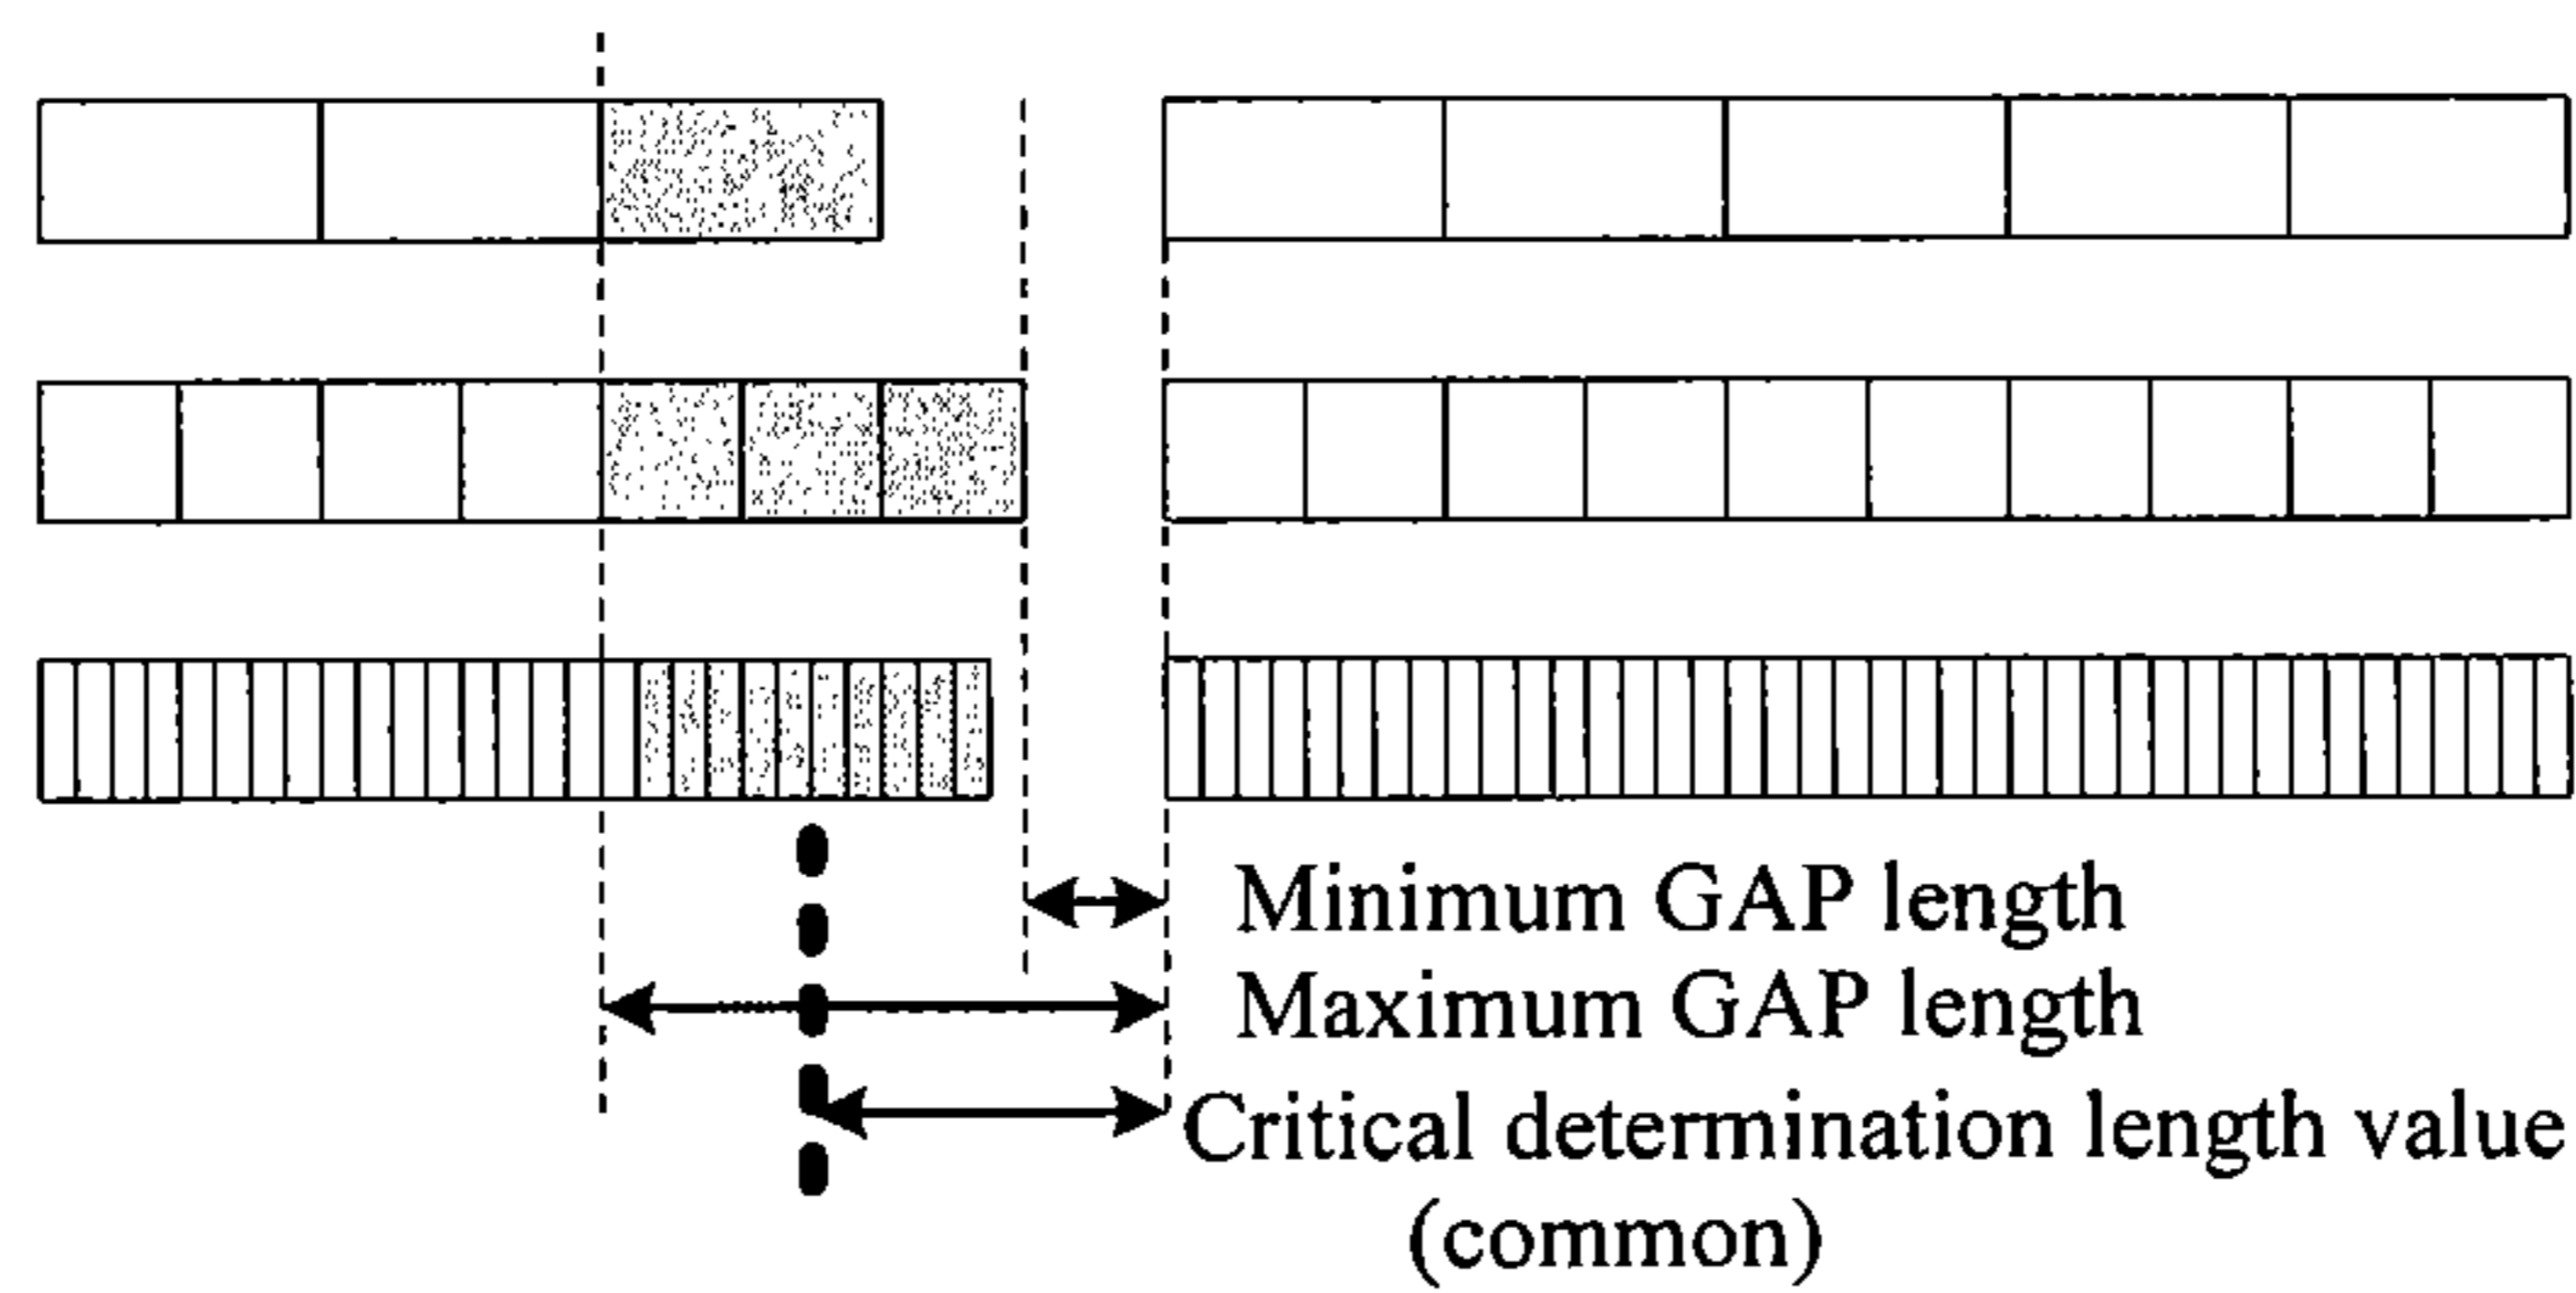 Minimum GAP length
Maximum GAP length
Critical determination length value
(common)